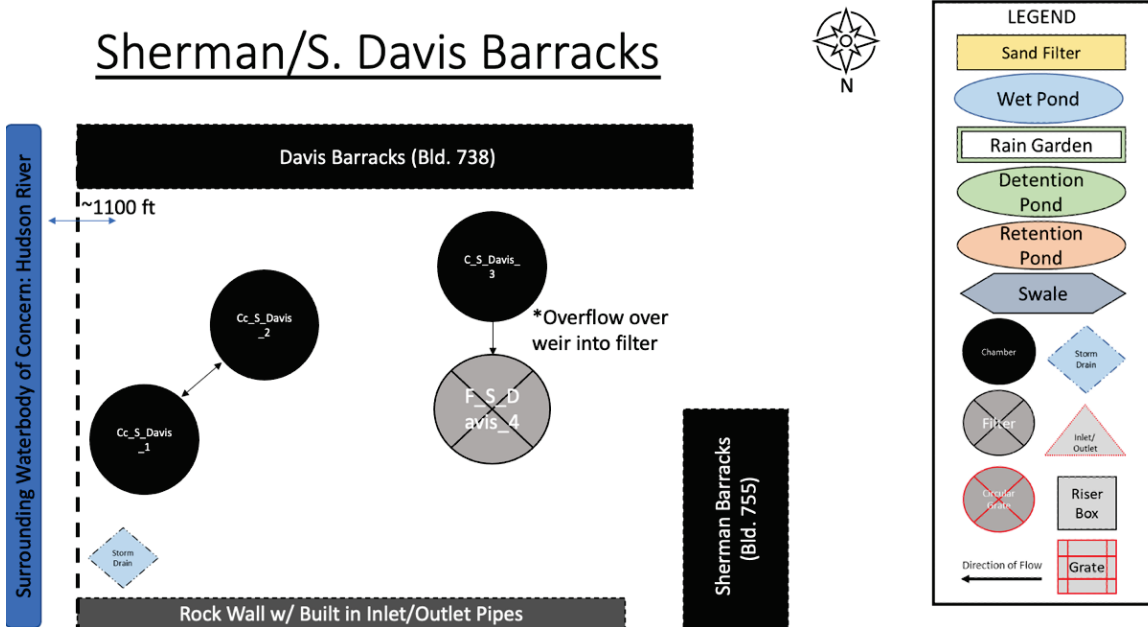 Sherman/S. Davis Barracks
N
Surrounding Waterbody of Concern: Hudson River
Davis Barracks (Bld. 738)
~1100 ft
C_S_Davis_
3
Cc_S_Davis
_2
*Overflow over
weir into filter
F_S_D
avis_4
Cc_S_Davis
_1
Storm
Drain
Sherman Barracks
(Bld. 755)
Rock Wall w/ Built in Inlet/Outlet Pipes
LEGEND
Sand Filter
Wet Pond
Rain Garden
Detention
Pond
Retention
Pond
Swale
Chamber
Storm
Drain
Filter
Inlet/
Outlet
Circular
Grain
Riser
Box
Direction of Flow
Grate